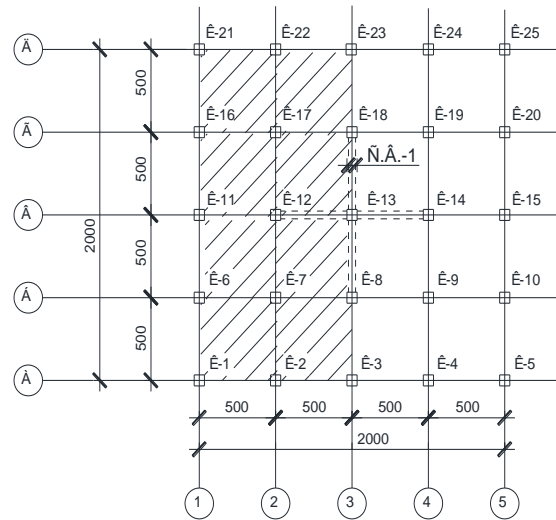 Ê-21 Ê-22 Ê-23 Ê-24 Ê-25
Ä
500
Ê-16 Ê-17 Ê-18 Ê-19 Ê-20
Ã
Ñ.Â.-1
500
Ê-11 Ê-12 Ê-13 Ê-14 Ê-15
Â
2000
500
Ê-6 Ê-7 Ê-8 Ê-9 Ê-10
Á
500
Ê-1 Ê-2 Ê-3 Ê-4 Ê-5
À
500 500 500 500
2000
1 2 3 4 5